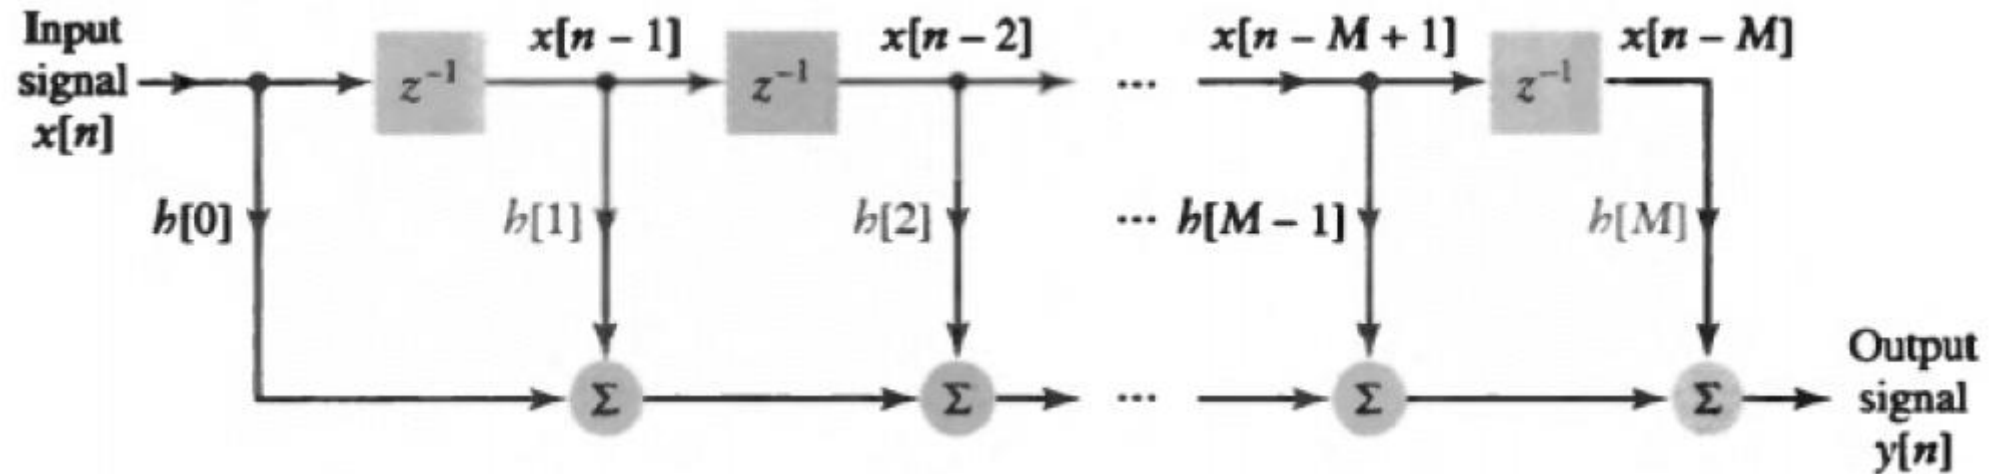 Input
signal
x[n]
z⁻¹
x[n − 1]
z⁻¹
x[n − 2]
...
x[n − M + 1]
z⁻¹
x[n − M]
h[0]
h[1]
h[2]
... h[M − 1]
h[M]
Σ
Σ
...
Σ
Σ
Output
signal
y[n]